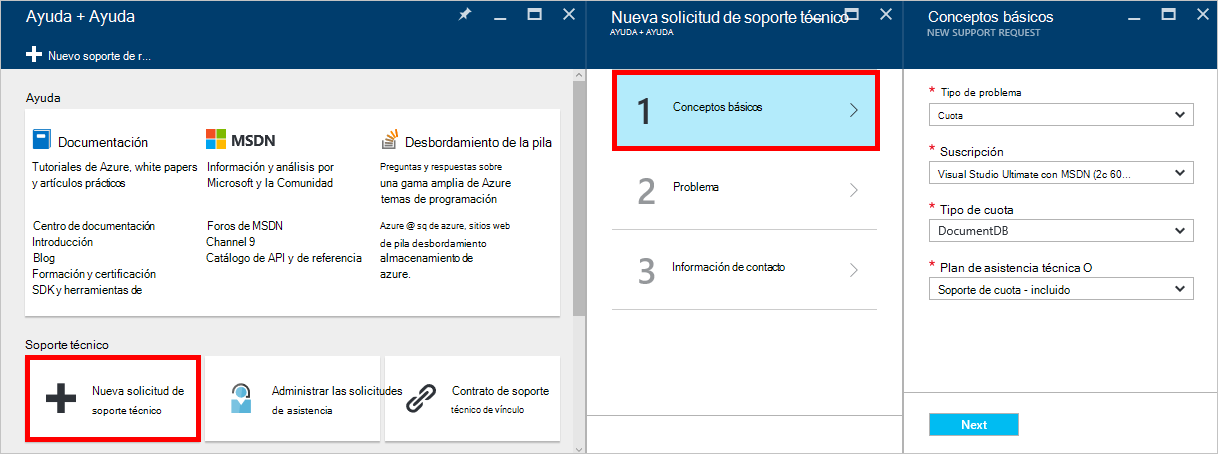 Ayuda + Ayuda
Nuevo soporte de r...
Ayuda
Documentación
Tutoriales de Azure, white papers
y artículos prácticos
Centro de documentación
Introducción
Blog
Formación y certificación
SDK y herramientas de
MSDN
Información y análisis por
Microsoft y la Comunidad
Foros de MSDN
Channel 9
Catálogo de API y de referencia
Desbordamiento de la pila
Preguntas y respuestas sobre
una gama amplia de Azure
temas de programación
Azure @ sq de azure, sitios web
de pila desbordamiento
almacenamiento de
azure.
Soporte técnico
Nueva solicitud de
soporte técnico
Administrar las solicitudes
de asistencia
Contrato de soporte
técnico de vínculo
Nueva solicitud de soporte técnico
AYUDA + AYUDA
1 Conceptos básicos
2 Problema
3 Información de contacto
Conceptos básicos
NEW SUPPORT REQUEST
* Tipo de problema
Cuota
* Suscripción
Visual Studio Ultimate con MSDN (2c 60...
* Tipo de cuota
DocumentDB
* Plan de asistencia técnica O
Soporte de cuota - incluido
Next